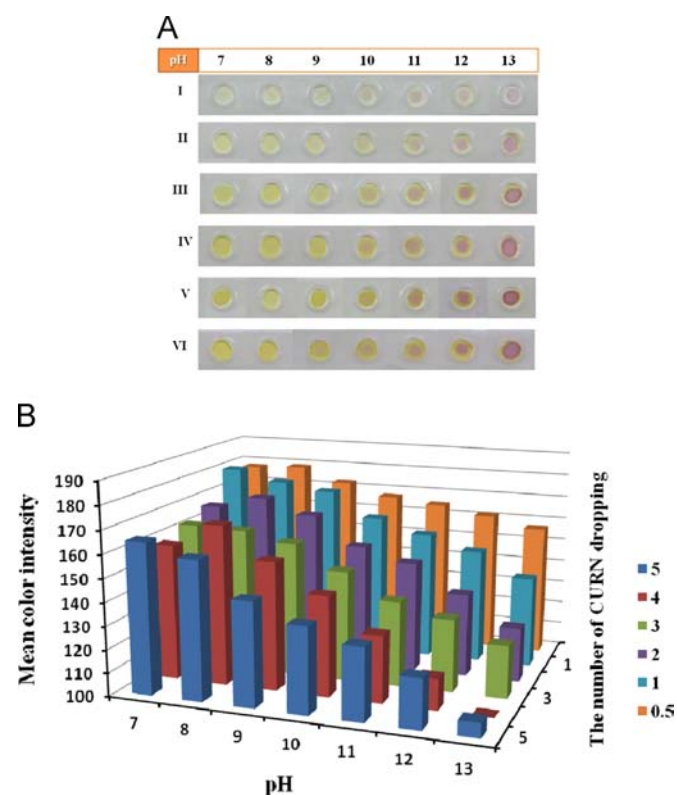 A
pH 7 8 9 10 11 12 13
I
II
III
IV
V
VI
B
Mean color intensity
190
180
170
160
150
140
130
120
110
100
7 8 9 10 11 12 13
pH
1
3
5
The number of CURN dropping
5
4
3
2
1
0.5